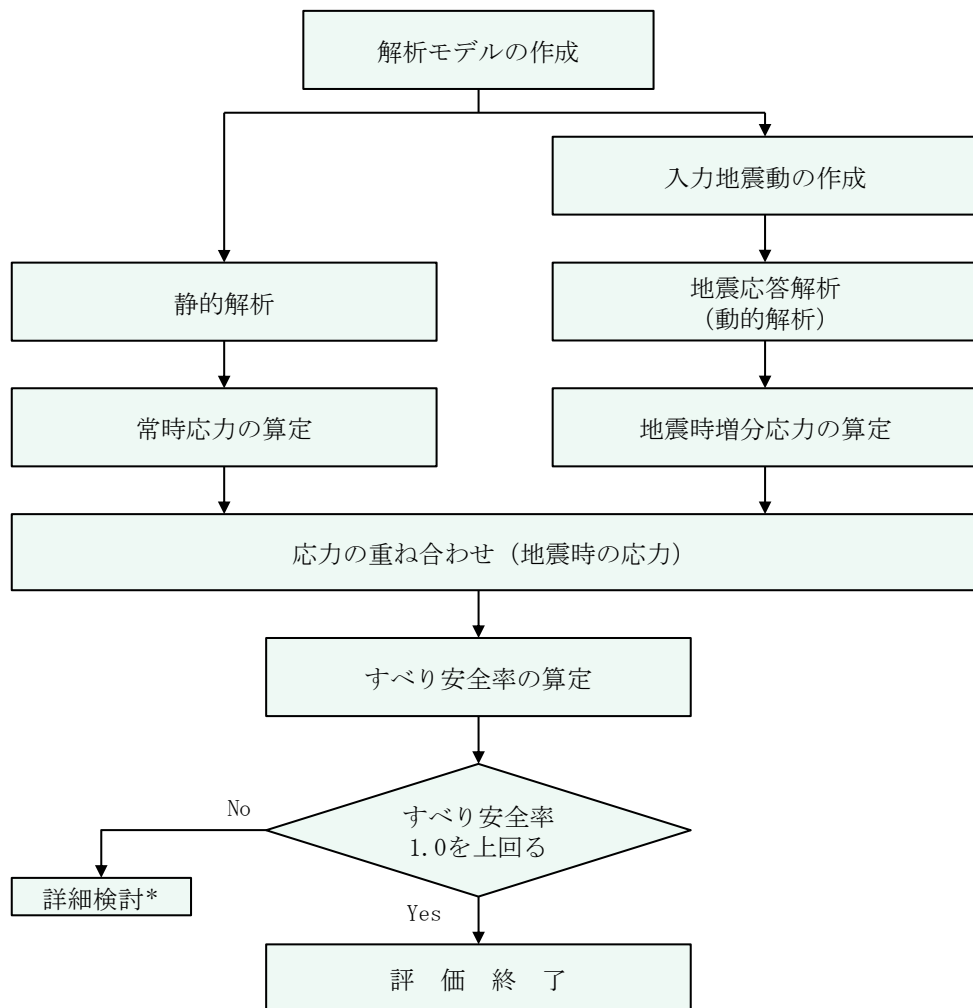 解析モデルの作成
入力地震動の作成
静的解析
地震応答解析
(動的解析)
常時応力の算定
地震時増分応力の算定
応力の重ね合わせ（地震時の応力）
すべり安全率の算定
すべり安全率
1.0を上回る
No
詳細検討*
Yes
評　価　終　了